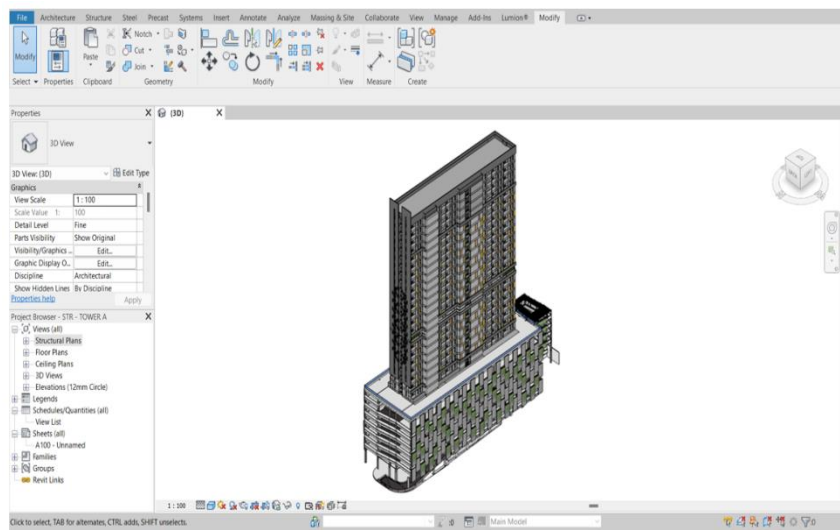 File Architecture Structure Steel Precast Systems Insert Annotate Analyze Massing & Site Collaborate View Manage Add-Ins Lumion® Modify
Modify
Paste
Notch
Cut
Join
Select Properties Clipboard Geometry Modify View Measure Create
Properties X
(3D) X
3D View
3D View: {3D} Edit Type
Graphics
View Scale 1 : 100
Scale Value 1: 100
Detail Level Fine
Parts Visibility Show Original
Visibility/Graphics ... Edit...
Graphic Display O... Edit...
Discipline Architectural
Show Hidden Lines By Discipline
Properties help Apply
Project Browser - STR - TOWER A X
Views (all)
Structural Plans
Floor Plans
Ceiling Plans
3D Views
Elevations (12mm Circle)
Legends
Schedules/Quantities (all)
View List
Sheets (all)
A100 - Unnamed
Families
Groups
Revit Links
1 : 100
Click to select, TAB for alternates, CTRL adds, SHIFT unselects.
:0
Main Model
:0